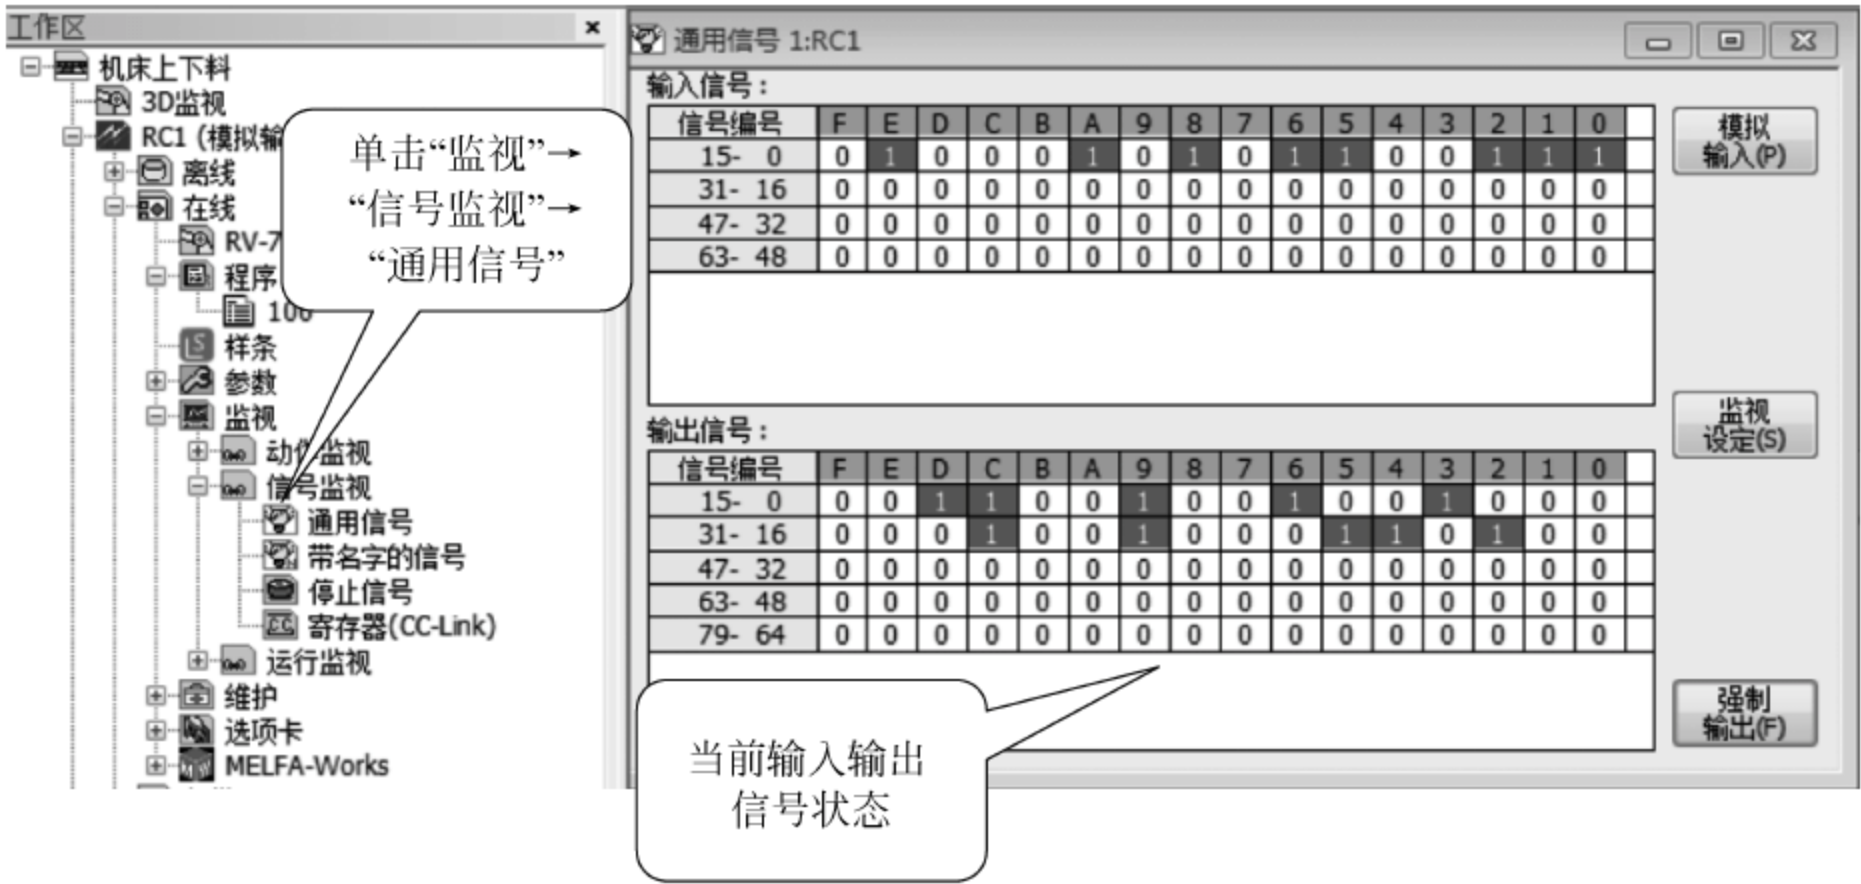 工作区
机床上下料
3D监视
RC1 (模拟输
离线
在线
RV-7
程序
100
样条
参数
监视
动作监视
信号监视
通用信号
带名字的信号
停止信号
寄存器(CC-Link)
运行监视
维护
选项卡
MELFA-Works
单击“监视”→
“信号监视”→
“通用信号”
通用信号 1:RC1
输入信号：
信号编号 F E D C B A 9 8 7 6 5 4 3 2 1 0
15- 0 0 1 0 0 0 1 0 1 0 1 1 0 0 1 1 1
31- 16 0 0 0 0 0 0 0 0 0 0 0 0 0 0 0 0
47- 32 0 0 0 0 0 0 0 0 0 0 0 0 0 0 0 0
63- 48 0 0 0 0 0 0 0 0 0 0 0 0 0 0 0 0
输出信号：
信号编号 F E D C B A 9 8 7 6 5 4 3 2 1 0
15- 0 0 0 1 1 0 0 1 0 0 1 0 0 1 0 0 0
31- 16 0 0 0 1 0 0 1 0 0 0 1 1 0 1 0 0
47- 32 0 0 0 0 0 0 0 0 0 0 0 0 0 0 0 0
63- 48 0 0 0 0 0 0 0 0 0 0 0 0 0 0 0 0
79- 64 0 0 0 0 0 0 0 0 0 0 0 0 0 0 0 0
模拟
输入(P)
监视
设定(S)
强制
输出(F)
当前输入输出
信号状态